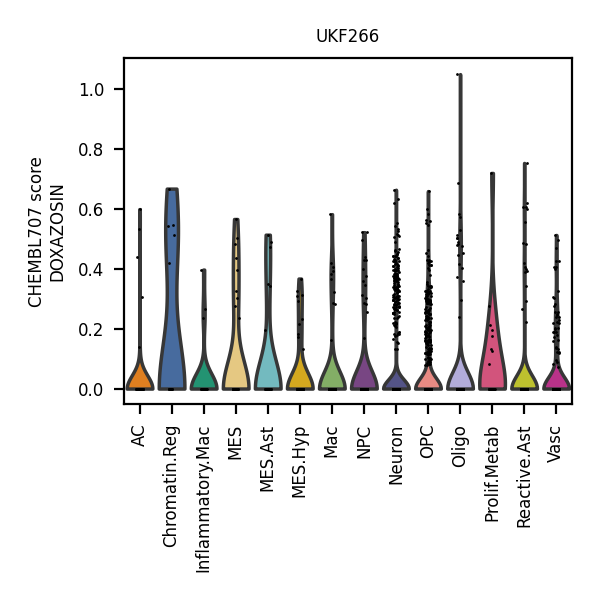 UKF266
CHEMBL707 score
DOXAZOSIN
1.0
0.8
0.6
0.4
0.2
0.0
AC
Chromatin.Reg
Inflammatory.Mac
MES
MES.Ast
MES.Hyp
Mac
NPC
Neuron
OPC
Oligo
Prolif.Metab
Reactive.Ast
Vasc